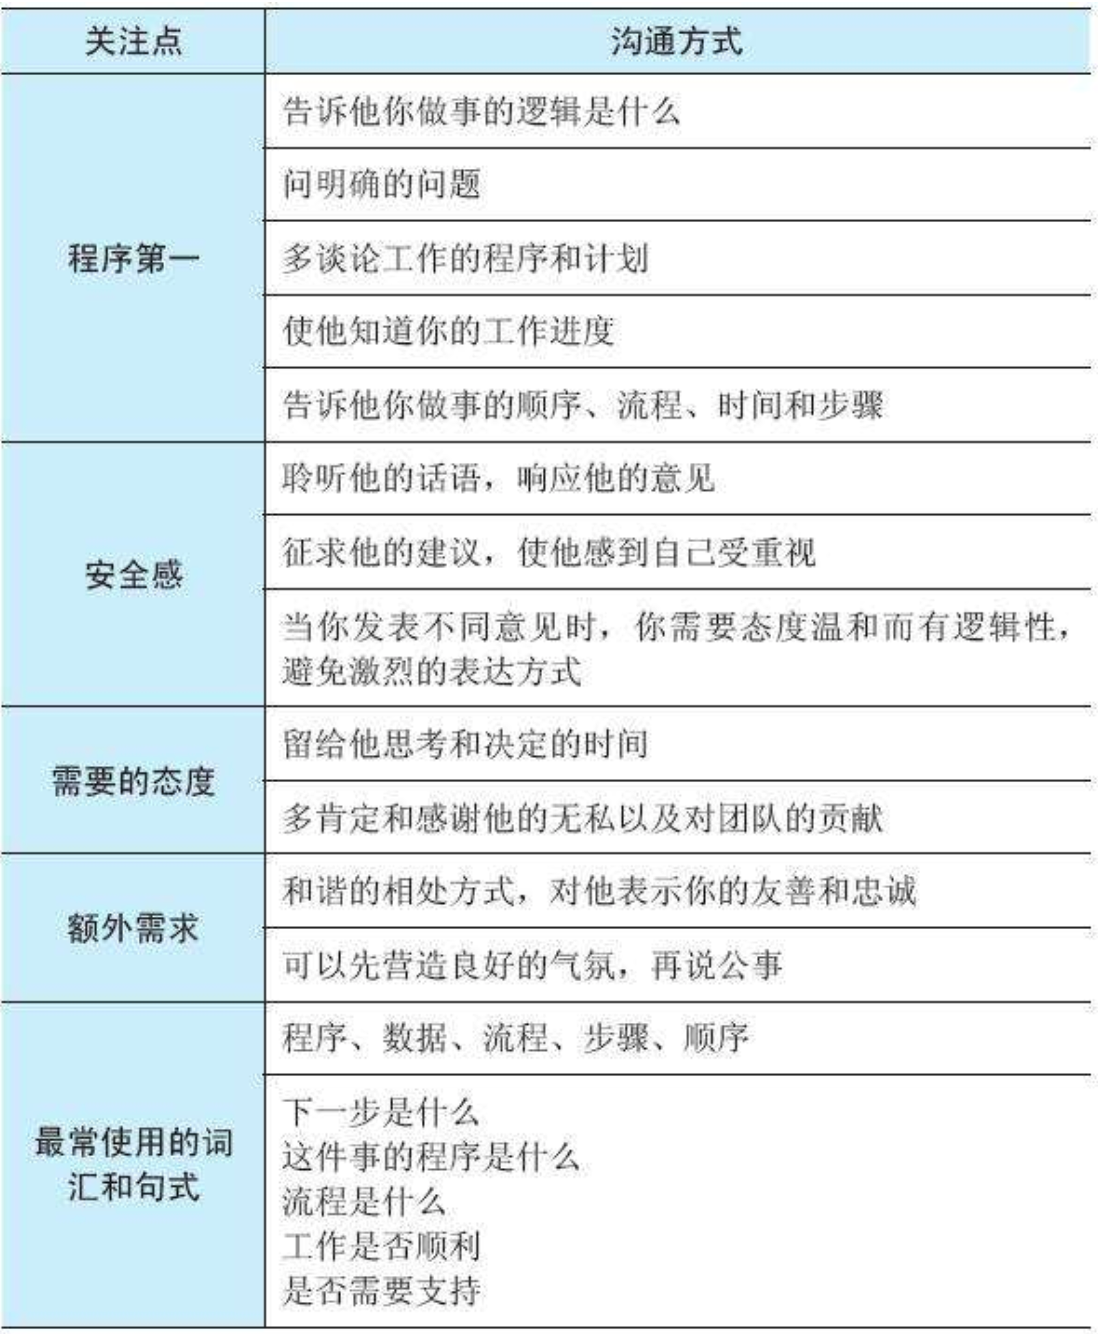 关注点
沟通方式
程序第一
告诉他你做事的逻辑是什么
问明确的问题
多谈论工作的程序和计划
使他知道你的工作进度
告诉他你做事的顺序、流程、时间和步骤
安全感
聆听他的话语，响应他的意见
征求他的建议，使他感到自己受重视
当你发表不同意见时，你需要态度温和而有逻辑性，
避免激烈的表达方式
需要的态度
留给他思考和决定的时间
多肯定和感谢他的无私以及对团队的贡献
额外需求
和谐的相处方式，对他表示你的友善和忠诚
可以先营造良好的气氛，再说公事
最常使用的词
汇和句式
程序、数据、流程、步骤、顺序
下一步是什么
这件事的程序是什么
流程是什么
工作是否顺利
是否需要支持